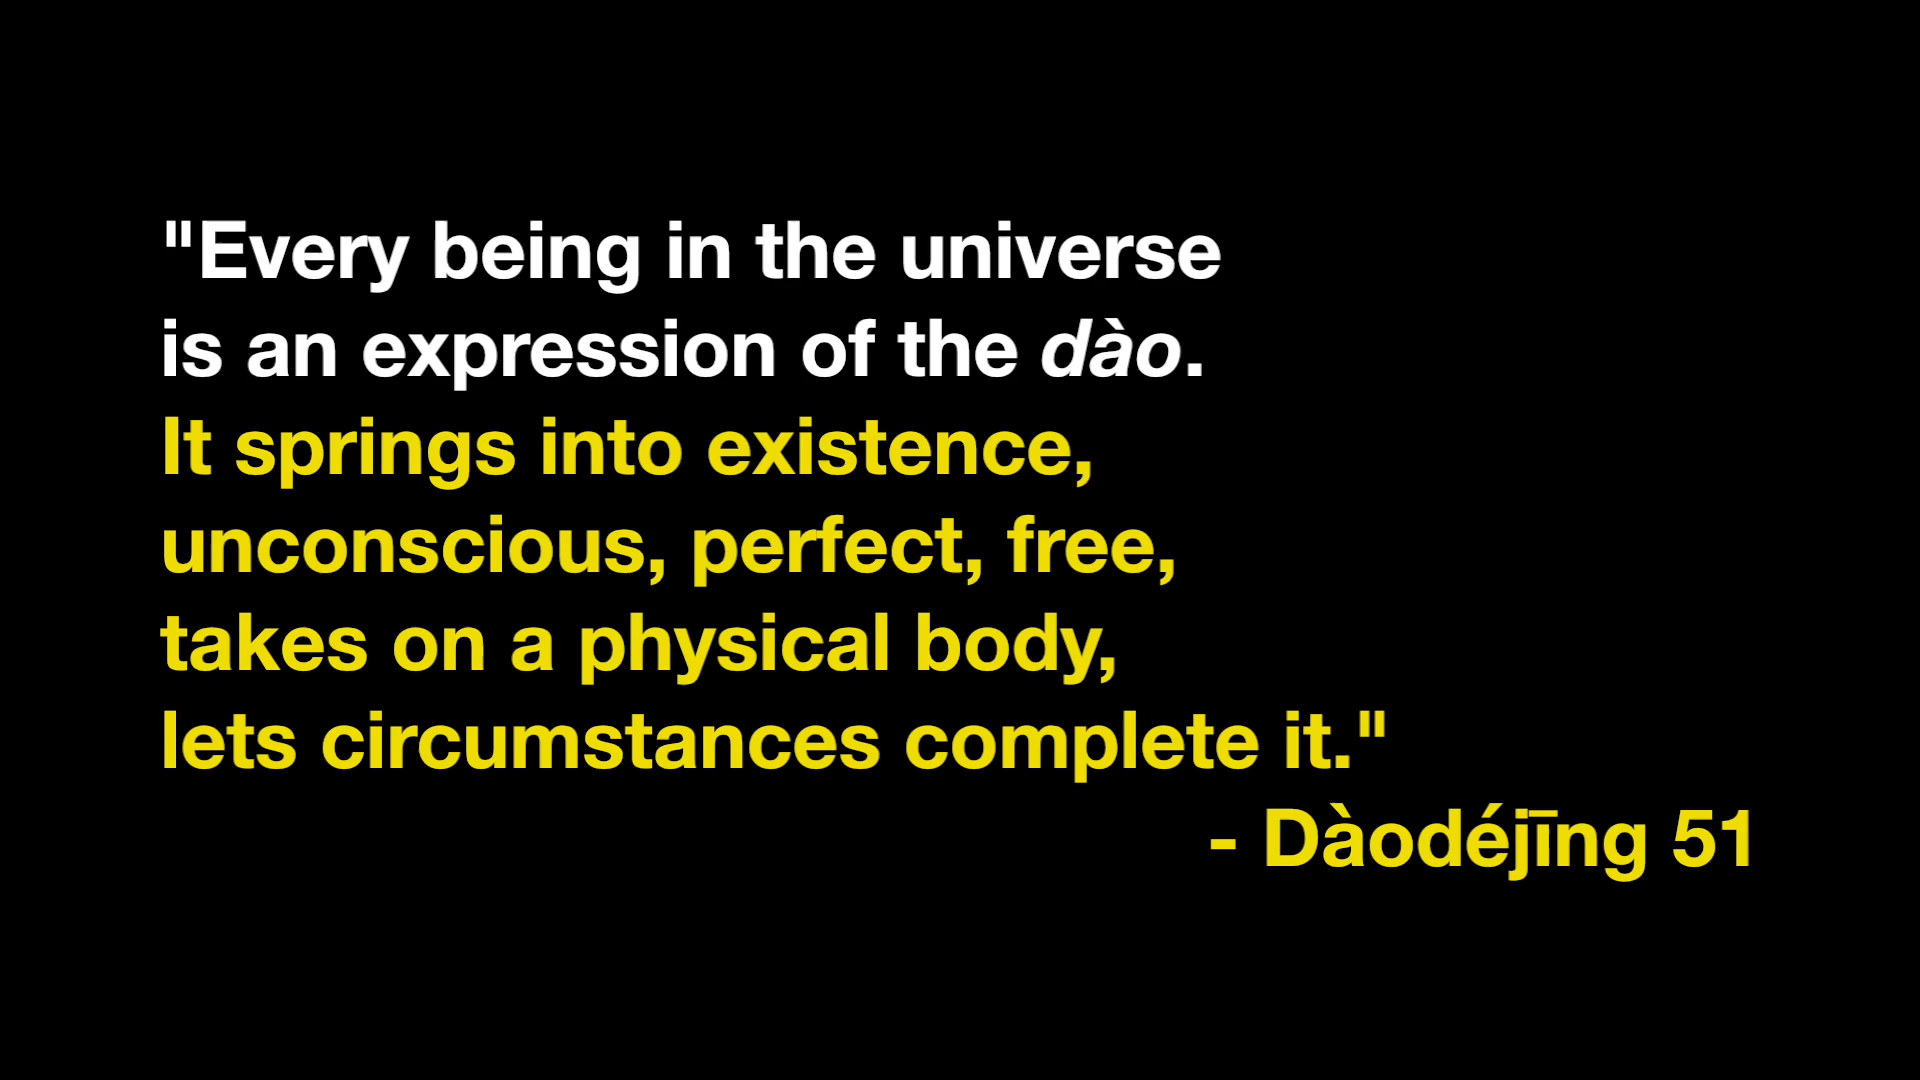 "Every being in the universe
is an expression of the dào.
It springs into existence,
unconscious, perfect, free,
takes on a physical body,
lets circumstances complete it."
- Dàodéjīng 51